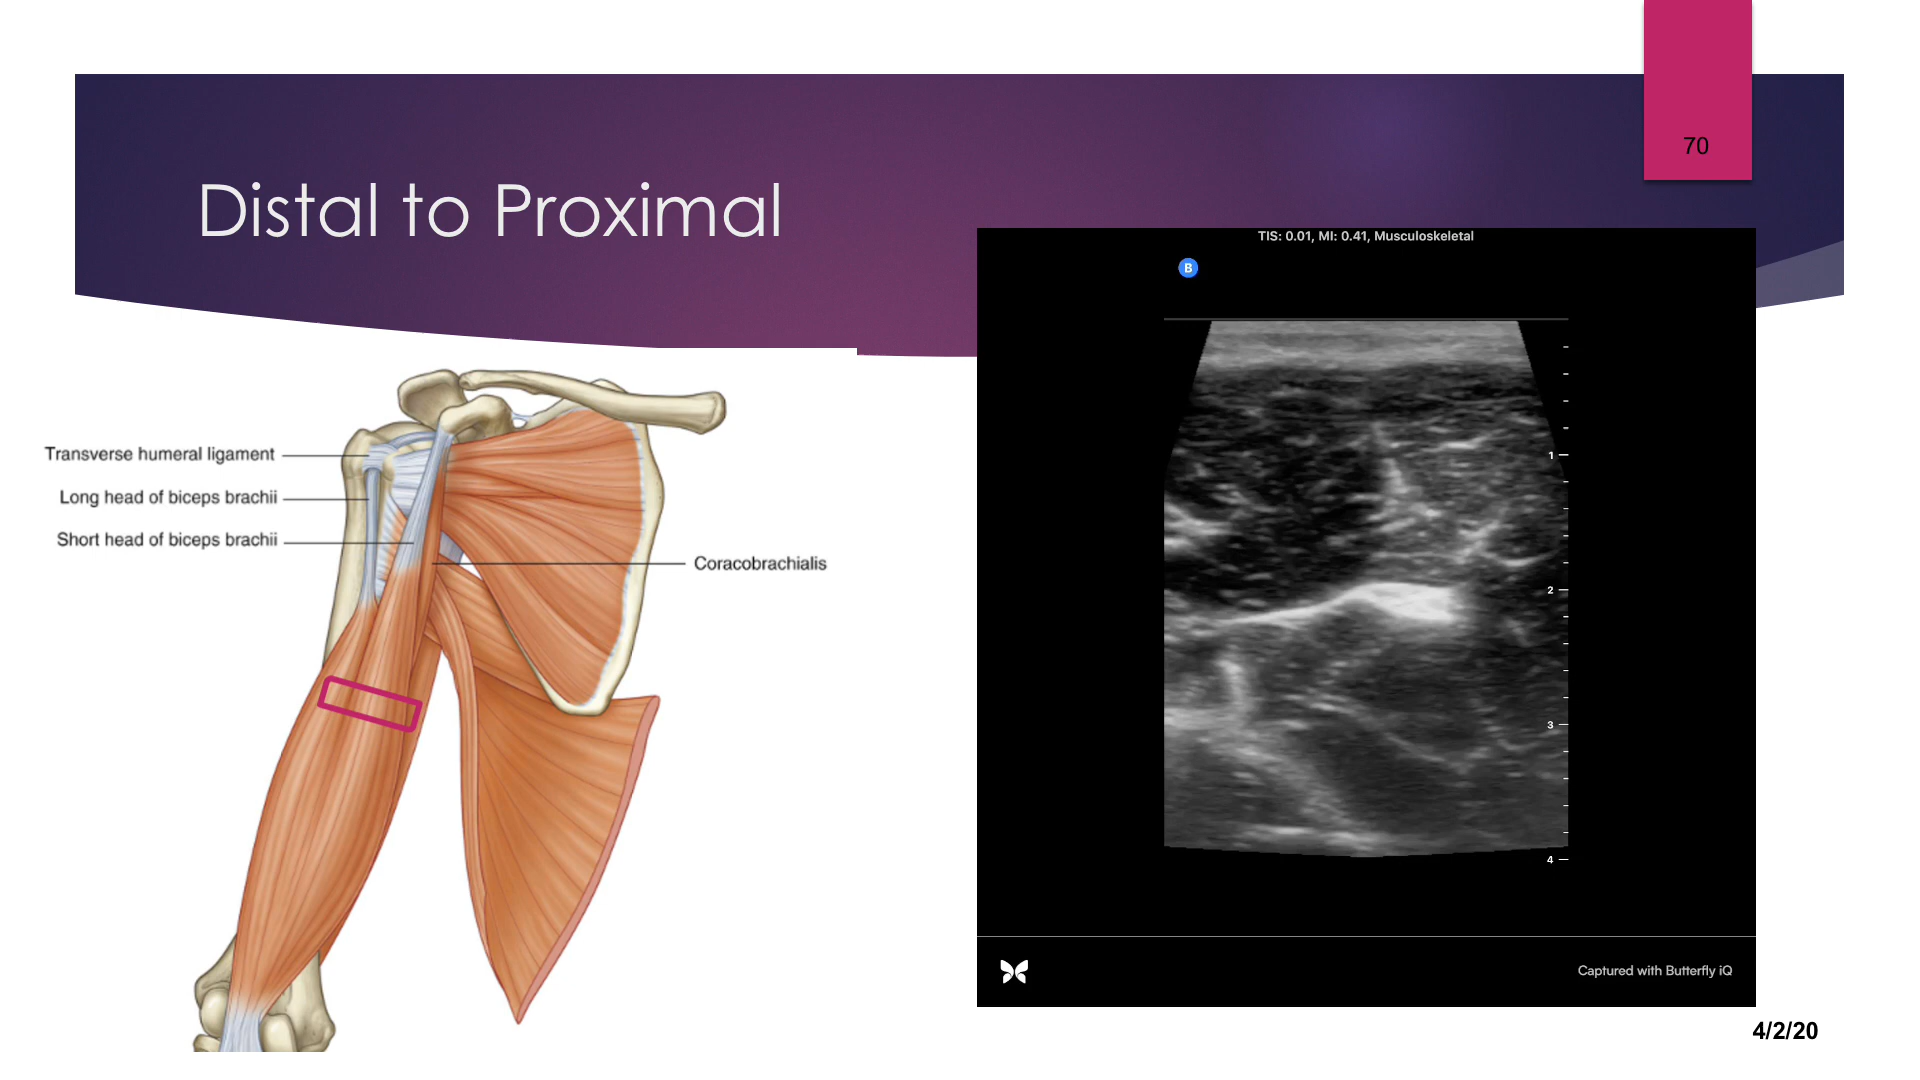 70
Distal to Proximal
TIS: 0.01, MI: 0.41, Musculoskeletal
B
Transverse humeral ligament
Long head of biceps brachii
Short head of biceps brachii
Coracobrachialis
1
2
3
4
Captured with Butterfly iQ
4/2/20